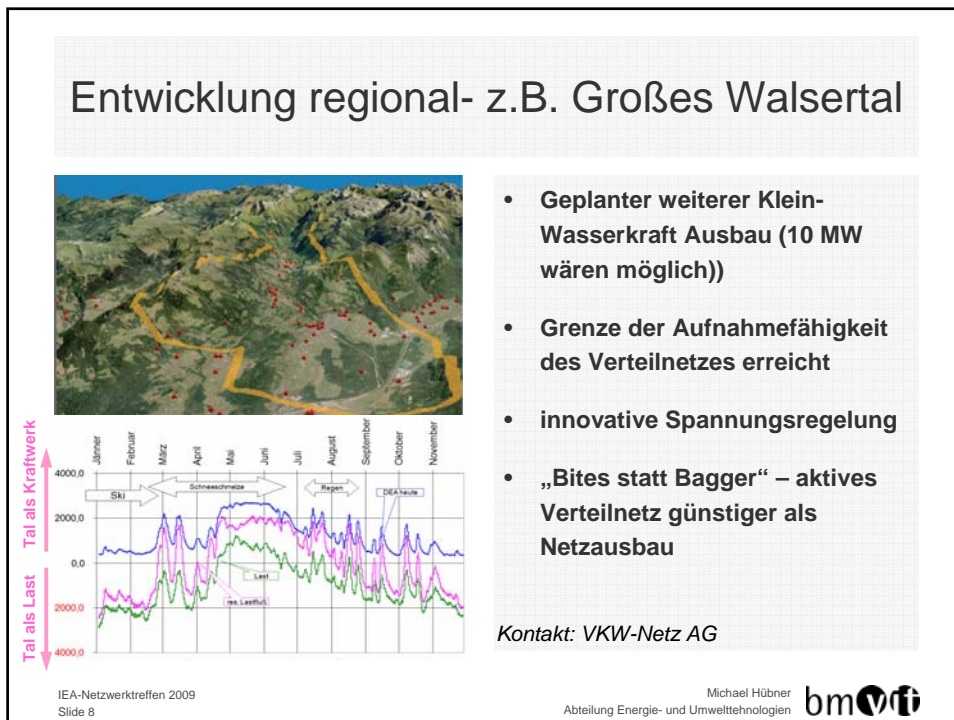 Entwicklung regional- z.B. Großes Walsertal
Jänner
Februar
März
April
Mai
Juni
Juli
August
September
Oktober
November
Tal als Kraftwerk
Tal als Last
4000,0
2000,0
0,0
2000,0
4000,0
Ski
Schneeschmelze
Regen
DEA heute
Last
res. Lastfluß
• Geplanter weiterer Klein-
Wasserkraft Ausbau (10 MW
wären möglich))
• Grenze der Aufnahmefähigkeit
des Verteilnetzes erreicht
• innovative Spannungsregelung
• „Bites statt Bagger“ – aktives
Verteilnetz günstiger als
Netzausbau
Kontakt: VKW-Netz AG
IEA-Netzwerktreffen 2009
Slide 8
Michael Hübner
Abteilung Energie- und Umwelttehnologien
bmvit